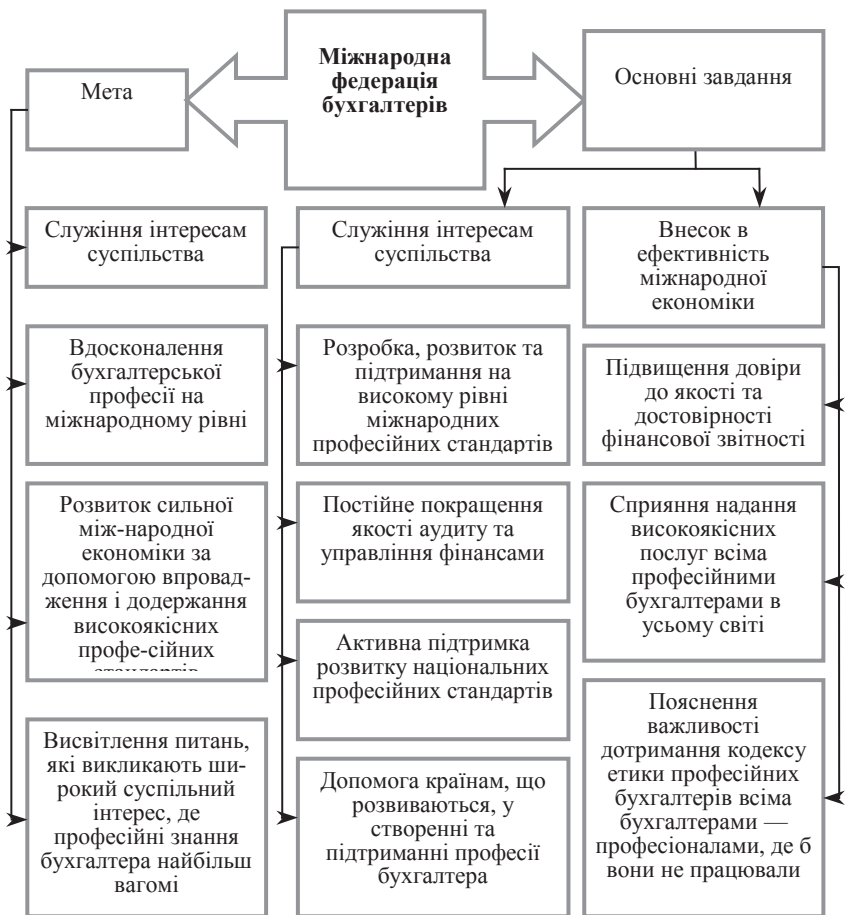 Міжнародна
федерація
бухгалтерів
Мета
Основні завдання
Служіння інтересам
суспільства
Вдосконалення
бухгалтерської
професії на
міжнародному рівні
Розвиток сильної
між-народної
економіки за
допомогою впровад-
ження і додержання
високоякісних
профе-сійних
стандартів
Висвітлення питань,
які викликають ши-
рокий суспільний
інтерес, де
професійні знання
бухгалтера найбільш
вагомі
Служіння інтересам
суспільства
Розробка, розвиток та
підтримання на
високому рівні
міжнародних
професійних стандартів
Постійне покращення
якості аудиту та
управління фінансами
Активна підтримка
розвитку національних
професійних стандартів
Допомога країнам, що
розвиваються, у
створенні та
підтриманні професії
бухгалтера
Внесок в
ефективність
міжнародної
економіки
Підвищення довіри
до якості та
достовірності
фінансової звітності
Сприяння надання
високоякісних
послуг всіма
професійними
бухгалтерами в
усьому світі
Пояснення
важливості
дотримання кодексу
етики професійних
бухгалтерів всіма
бухгалтерами —
професіоналами, де б
вони не працювали